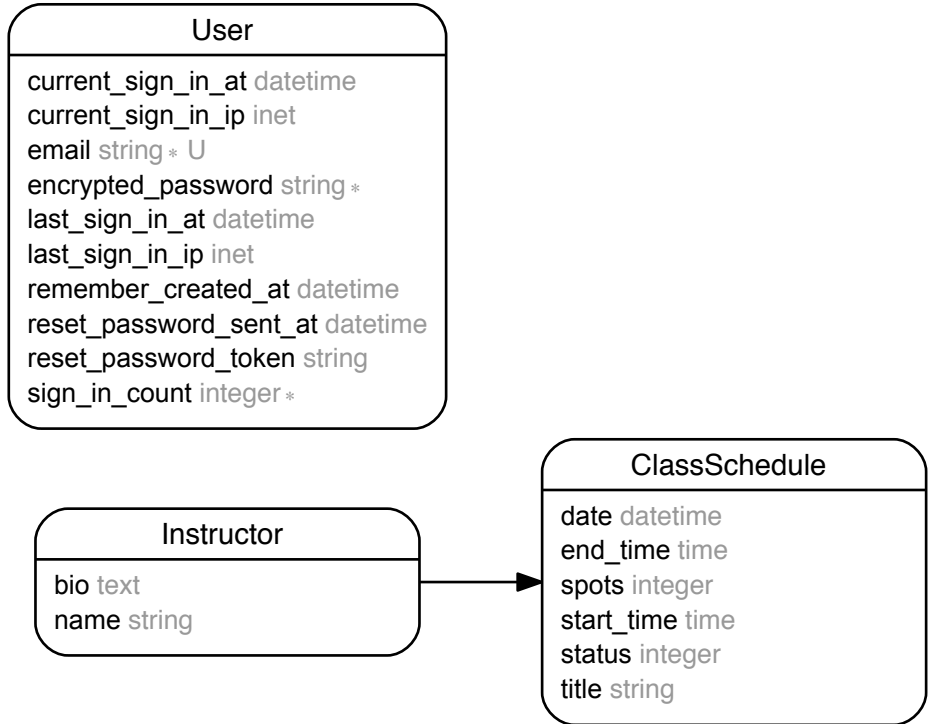 User
current_sign_in_at datetime
current_sign_in_ip inet
email string * U
encrypted_password string *
last_sign_in_at datetime
last_sign_in_ip inet
remember_created_at datetime
reset_password_sent_at datetime
reset_password_token string
sign_in_count integer *
Instructor
bio text
name string
ClassSchedule
date datetime
end_time time
spots integer
start_time time
status integer
title string